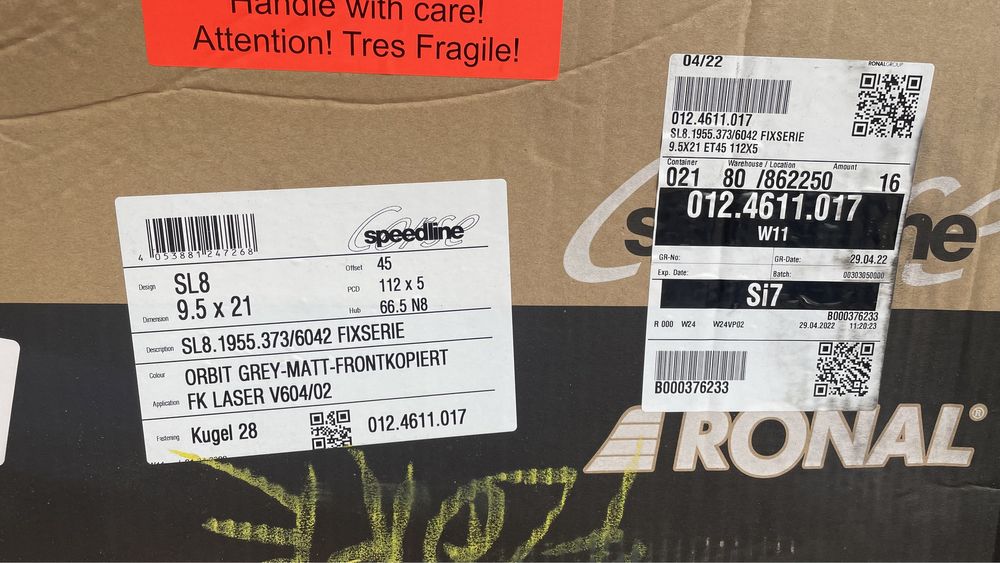 Handle with care!
Attention! Tres Fragile!
04/22
RONALGROUP
012.4611.017
SL8.1955.373/6042 FIXSERIE
9.5X21 ET45 112X5
Container Warehouse / Location Amount
021 80 /862250 16
012.4611.017
W11
GR-No: GR-Date: 29.04.22
Exp. Date: Batch: 00303050000
Si7
B000376233
R 000 W24 W24VP02 29.04.2022 11:20:23
B000376233
4 053881 247268
Corse
speedline
Design SL8
Dimension 9.5 x 21
Offset 45
PCD 112 x 5
Hub 66.5 N8
Description SL8.1955.373/6042 FIXSERIE
Colour ORBIT GREY-MATT-FRONTKOPIERT
Application FK LASER V604/02
Fastening Kugel 28
012.4611.017
RONAL®